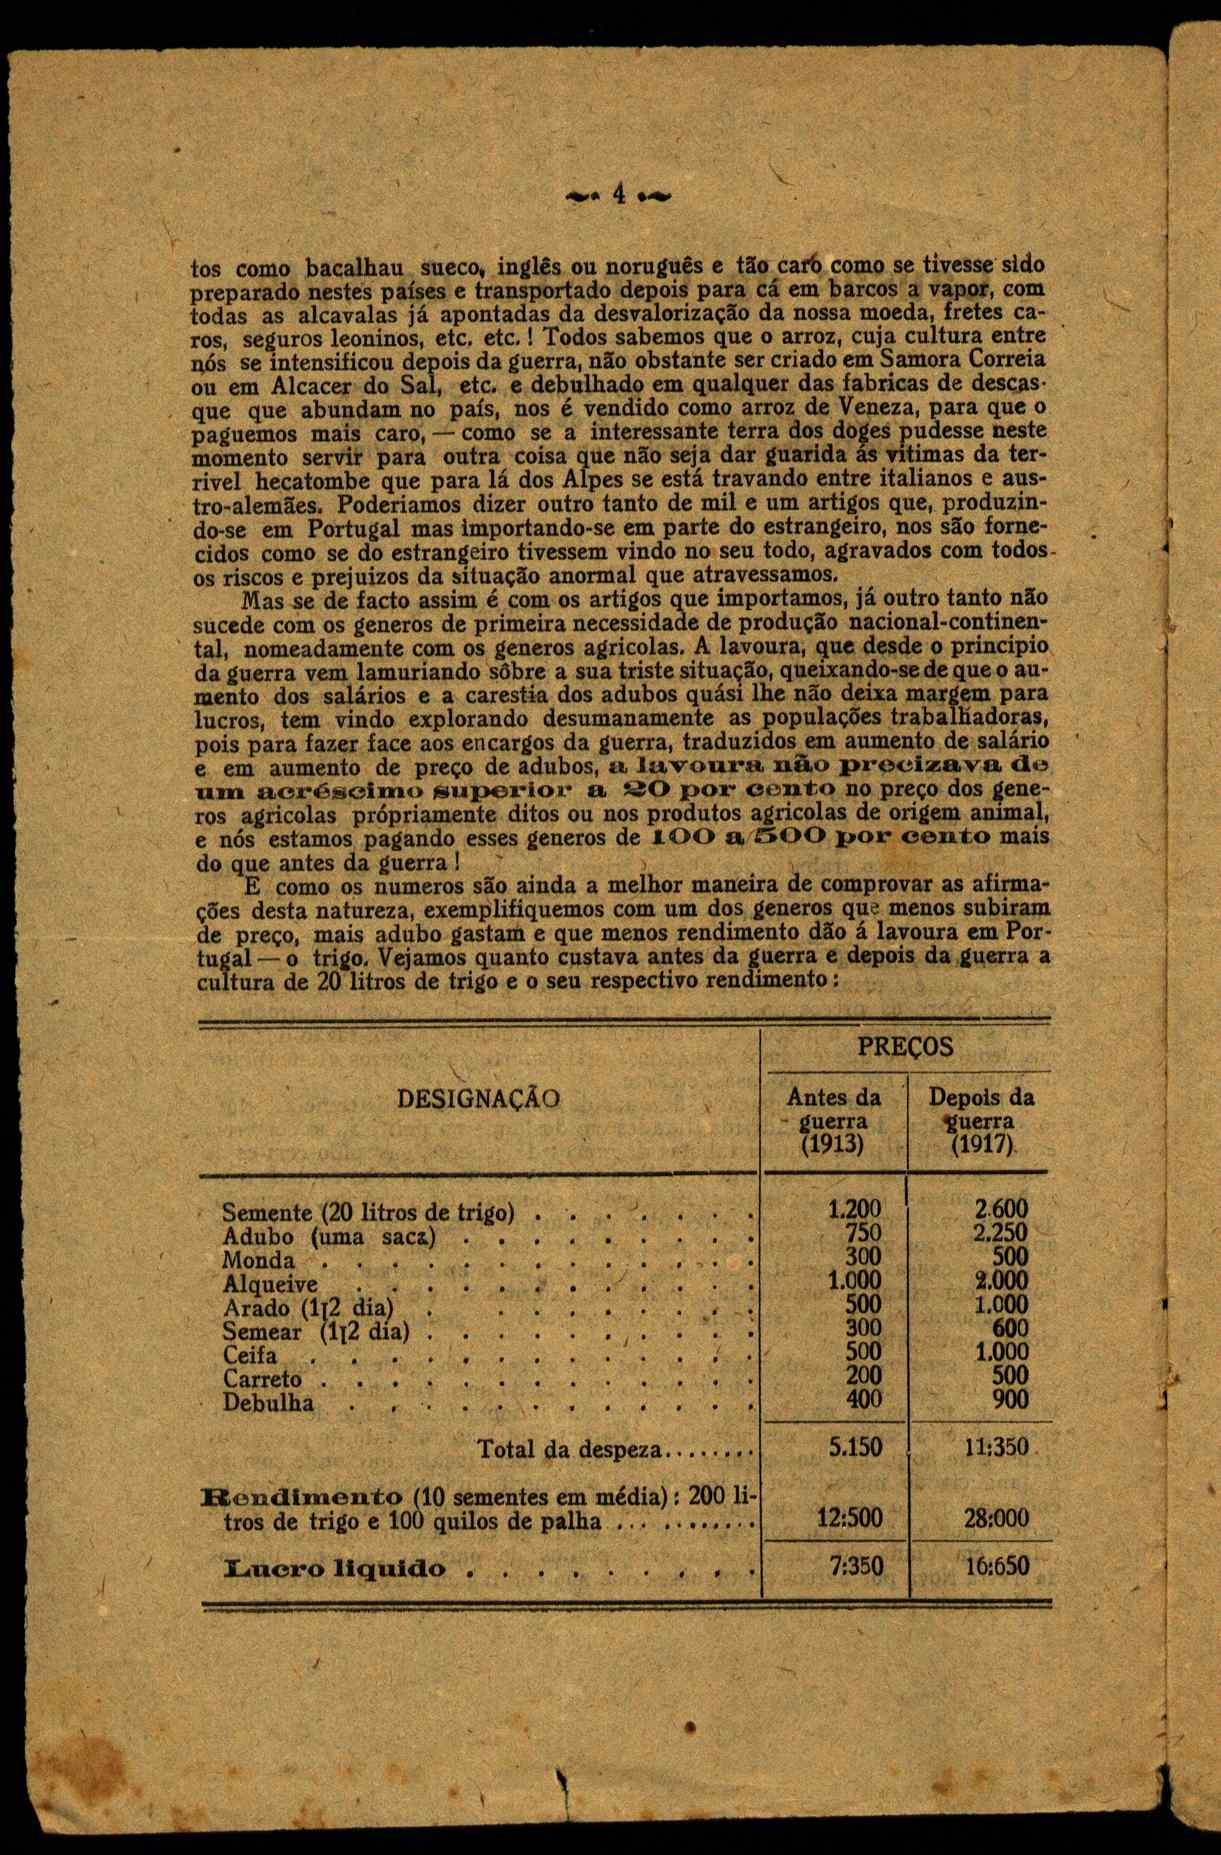 4
tos como bacalhau sueco, inglês ou noruguês e tão caro como se tivesse sido
preparado nestes países e transportado depois para cá em barcos a vapor, com
todas as alcavalas já apontadas da desvalorização da nossa moeda, fretes ca-
ros, seguros leoninos, etc. etc. ! Todos sabemos que o arroz, cuja cultura entre
nós se intensificou depois da guerra, não obstante ser criado em Samora Correia
ou em Alcacer do Sal, etc. e debulhado em qualquer das fabricas de descas-
que que abundam no país, nos é vendido como arroz de Veneza, para que o
paguemos mais caro, — como se a interessante terra dos doges pudesse neste
momento servir para outra coisa que não seja dar guarida ás vitimas da ter-
rivel hecatombe que para lá dos Alpes se está travando entre italianos e aus-
tro-alemães. Poderiamos dizer outro tanto de mil e um artigos que, produzin-
do-se em Portugal mas importando-se em parte do estrangeiro, nos são forne-
cidos como se do estrangeiro tivessem vindo no seu todo, agravados com todos
os riscos e prejuizos da situação anormal que atravessamos.
Mas se de facto assim é com os artigos que importamos, já outro tanto não
sucede com os generos de primeira necessidade de produção nacional-continen-
tal, nomeadamente com os generos agricolas. A lavoura, que desde o principio
da guerra vem lamuriando sôbre a sua triste situação, queixando-se de que o au-
mento dos salários e a carestia dos adubos quási lhe não deixa margem para
lucros, tem vindo explorando desumanamente as populações trabalhadoras,
pois para fazer face aos encargos da guerra, traduzidos em aumento de salário
e em aumento de preço de adubos, a lavoura não precizava de
um acréscimo superior a 20 por cento no preço dos gene-
ros agricolas própriamente ditos ou nos produtos agricolas de origem animal,
e nós estamos pagando esses generos de 100 a 500 por cento mais
do que antes da guerra !
E como os numeros são ainda a melhor maneira de comprovar as afirma-
ções desta natureza, exemplifiquemos com um dos generos que menos subiram
de preço, mais adubo gastam e que menos rendimento dão á lavoura em Por-
tugal — o trigo. Vejamos quanto custava antes da guerra e depois da guerra a
cultura de 20 litros de trigo e o seu respectivo rendimento :
PREÇOS
DESIGNAÇÃO
Antes da guerra (1913)
Depois da guerra (1917)
Semente (20 litros de trigo) . . . . . . . 1.200 2.600
Adubo (uma saca) . . . . . . . . . 750 2.250
Monda . . . . . . . . . . . . . 300 500
Alqueive . . . . . . . . . . . . 1.000 2.000
Arado (1|2 dia) . . . . . . . . . 500 1.000
Semear (1|2 dia) . . . . . . . . . . 300 600
Ceifa . . . . . . . . . . . . . 500 1.000
Carreto . . . . . . . . . . . . . 200 500
Debulha . . . . . . . . . . . . 400 900
Total da despeza........ 5.150 11:350
Rendimento (10 sementes em média) : 200 li-
tros de trigo e 100 quilos de palha ........... 12:500 28:000
Lucro liquido . . . . . . . . . 7:350 16:650